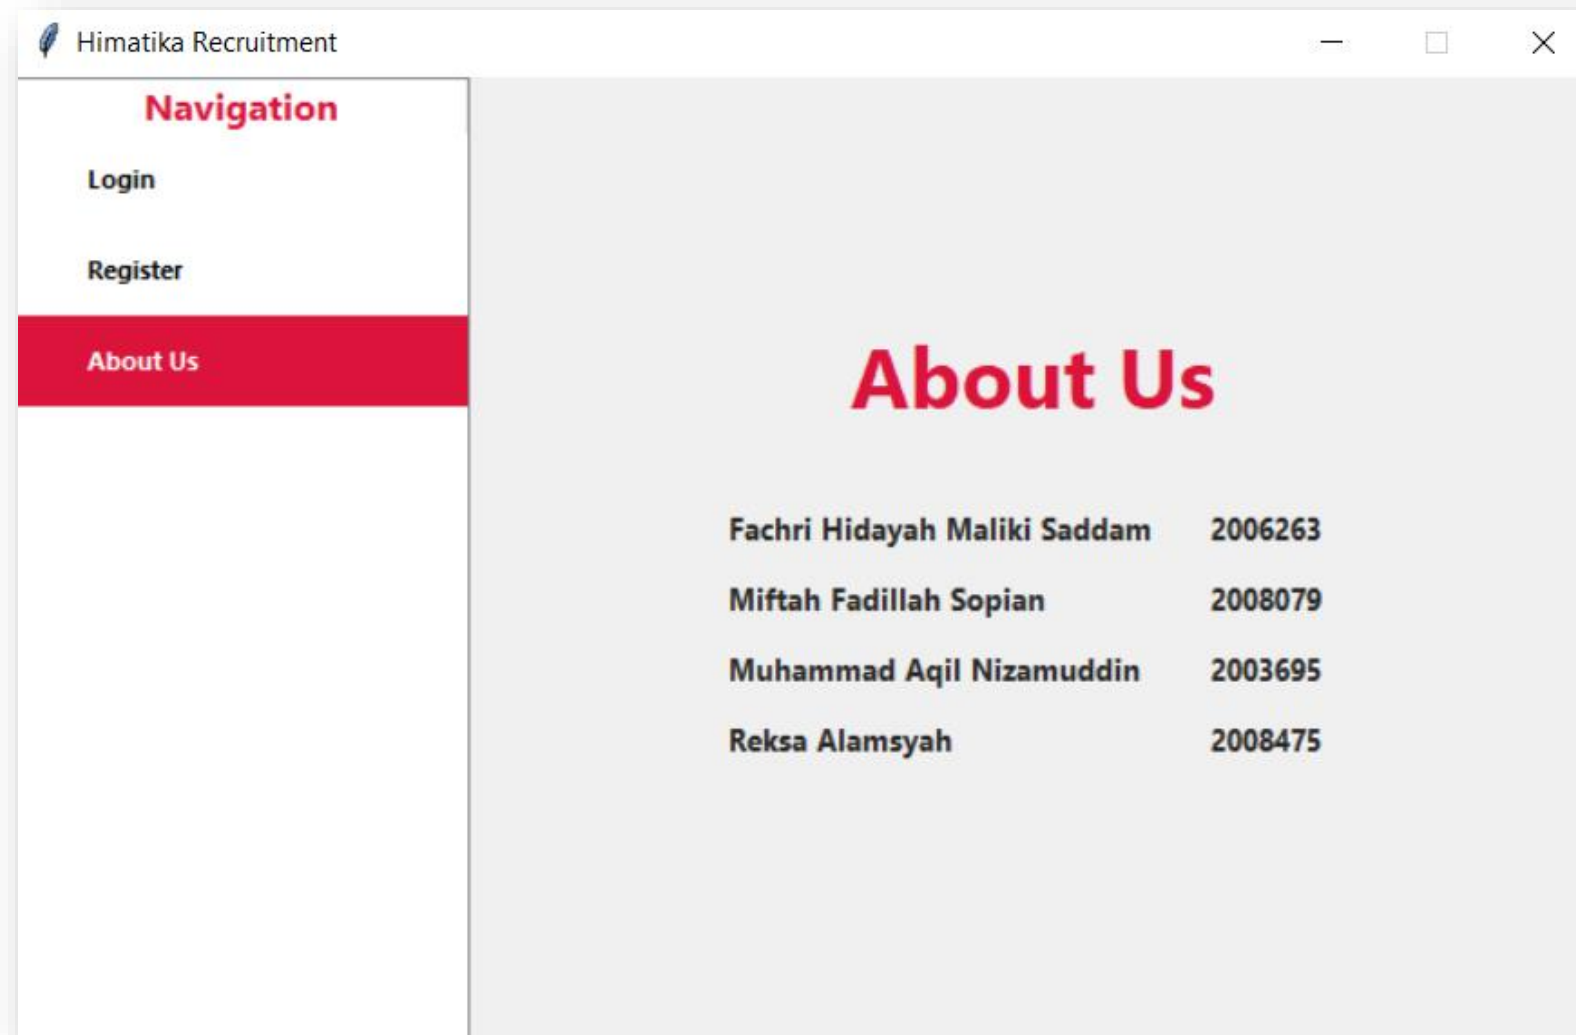 Himatika Recruitment
Navigation
Login
Register
About Us
About Us
Fachri Hidayah Maliki Saddam 2006263
Miftah Fadillah Sopian 2008079
Muhammad Aqil Nizamuddin 2003695
Reksa Alamsyah 2008475